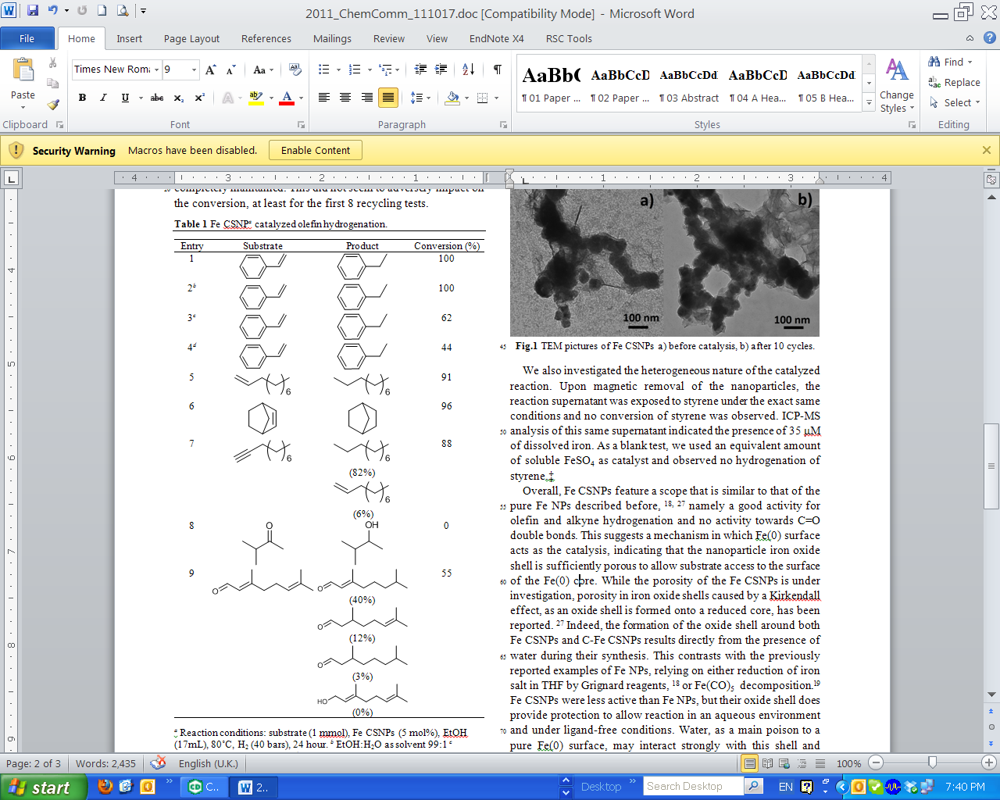 2011_ChemComm_111017.doc [Compatibility Mode] - Microsoft Word
File Home Insert Page Layout References Mailings Review View EndNote X4 RSC Tools
Paste
Clipboard
Times New Roma 9
Font
Paragraph
AaBb( AaBbCcD AaBbCcDd AaBbCcD AaBbCcDdI
¶ 01 Paper ... ¶ 02 Paper ... ¶ 03 Abstract ¶ 04 A Hea... ¶ 05 B Hea...
Styles
Change Styles
Find
Replace
Select
Editing
Security Warning Macros have been disabled. Enable Content
completely maintained. This did not seem to adversely impact on
the conversion, at least for the first 8 recycling tests.
Table 1 Fe CSNPᵃ catalyzed olefin hydrogenation.
Entry Substrate Product Conversion (%)
1 100
2ᵇ 100
3ᶜ 62
4ᵈ 44
5 6 6 91
6 96
7 6 6 88
(82%)
6
(6%)
8 O OH 0
9 O O 55
(40%)
O
(12%)
O
(3%)
HO
(0%)
ᵃ Reaction conditions: substrate (1 mmol), Fe CSNPs (5 mol%), EtOH
(17mL), 80°C, H₂ (40 bars), 24 hour. ᵇ EtOH:H₂O as solvent 99:1 ᶜ
a) b)
100 nm 100 nm
45 Fig.1 TEM pictures of Fe CSNPs a) before catalysis, b) after 10 cycles.
We also investigated the heterogeneous nature of the catalyzed
reaction. Upon magnetic removal of the nanoparticles, the
reaction supernatant was exposed to styrene under the exact same
conditions and no conversion of styrene was observed. ICP-MS
50 analysis of this same supernatant indicated the presence of 35 µM
of dissolved iron. As a blank test, we used an equivalent amount
of soluble FeSO₄ as catalyst and observed no hydrogenation of
styrene.‡
Overall, Fe CSNPs feature a scope that is similar to that of the
55 pure Fe NPs described before, ¹⁸, ²⁷ namely a good activity for
olefin and alkyne hydrogenation and no activity towards C=O
double bonds. This suggests a mechanism in which Fe(0) surface
acts as the catalysis, indicating that the nanoparticle iron oxide
shell is sufficiently porous to allow substrate access to the surface
60 of the Fe(0) core. While the porosity of the Fe CSNPs is under
investigation, porosity in iron oxide shells caused by a Kirkendall
effect, as an oxide shell is formed onto a reduced core, has been
reported. ²⁷ Indeed, the formation of the oxide shell around both
Fe CSNPs and C-Fe CSNPs results directly from the presence of
65 water during their synthesis. This contrasts with the previously
reported examples of Fe NPs, relying on either reduction of iron
salt in THF by Grignard reagents, ¹⁸ or Fe(CO)₅ decomposition.¹⁹
Fe CSNPs were less active than Fe NPs, but their oxide shell does
provide protection to allow reaction in an aqueous environment
70 and under ligand-free conditions. Water, as a main poison to a
pure Fe(0) surface, may interact strongly with this shell and
Page: 2 of 3 Words: 2,435 English (U.K.) 100%
start C.. 2.. Desktop Search Desktop EN 7:40 PM